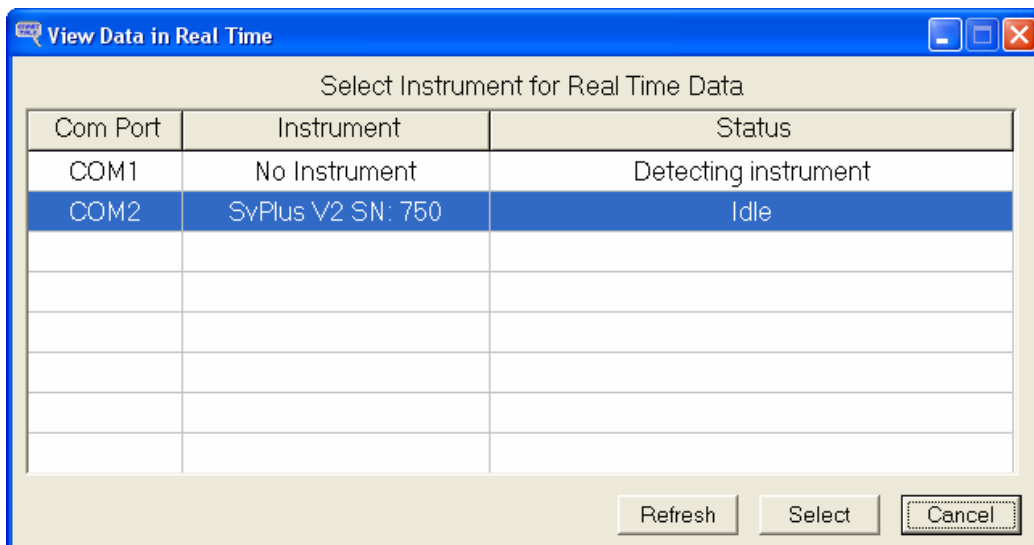 View Data in Real Time
Select Instrument for Real Time Data
Com Port Instrument Status
COM1 No Instrument Detecting instrument
COM2 SvPlus V2 SN: 750 Idle
Refresh Select Cancel